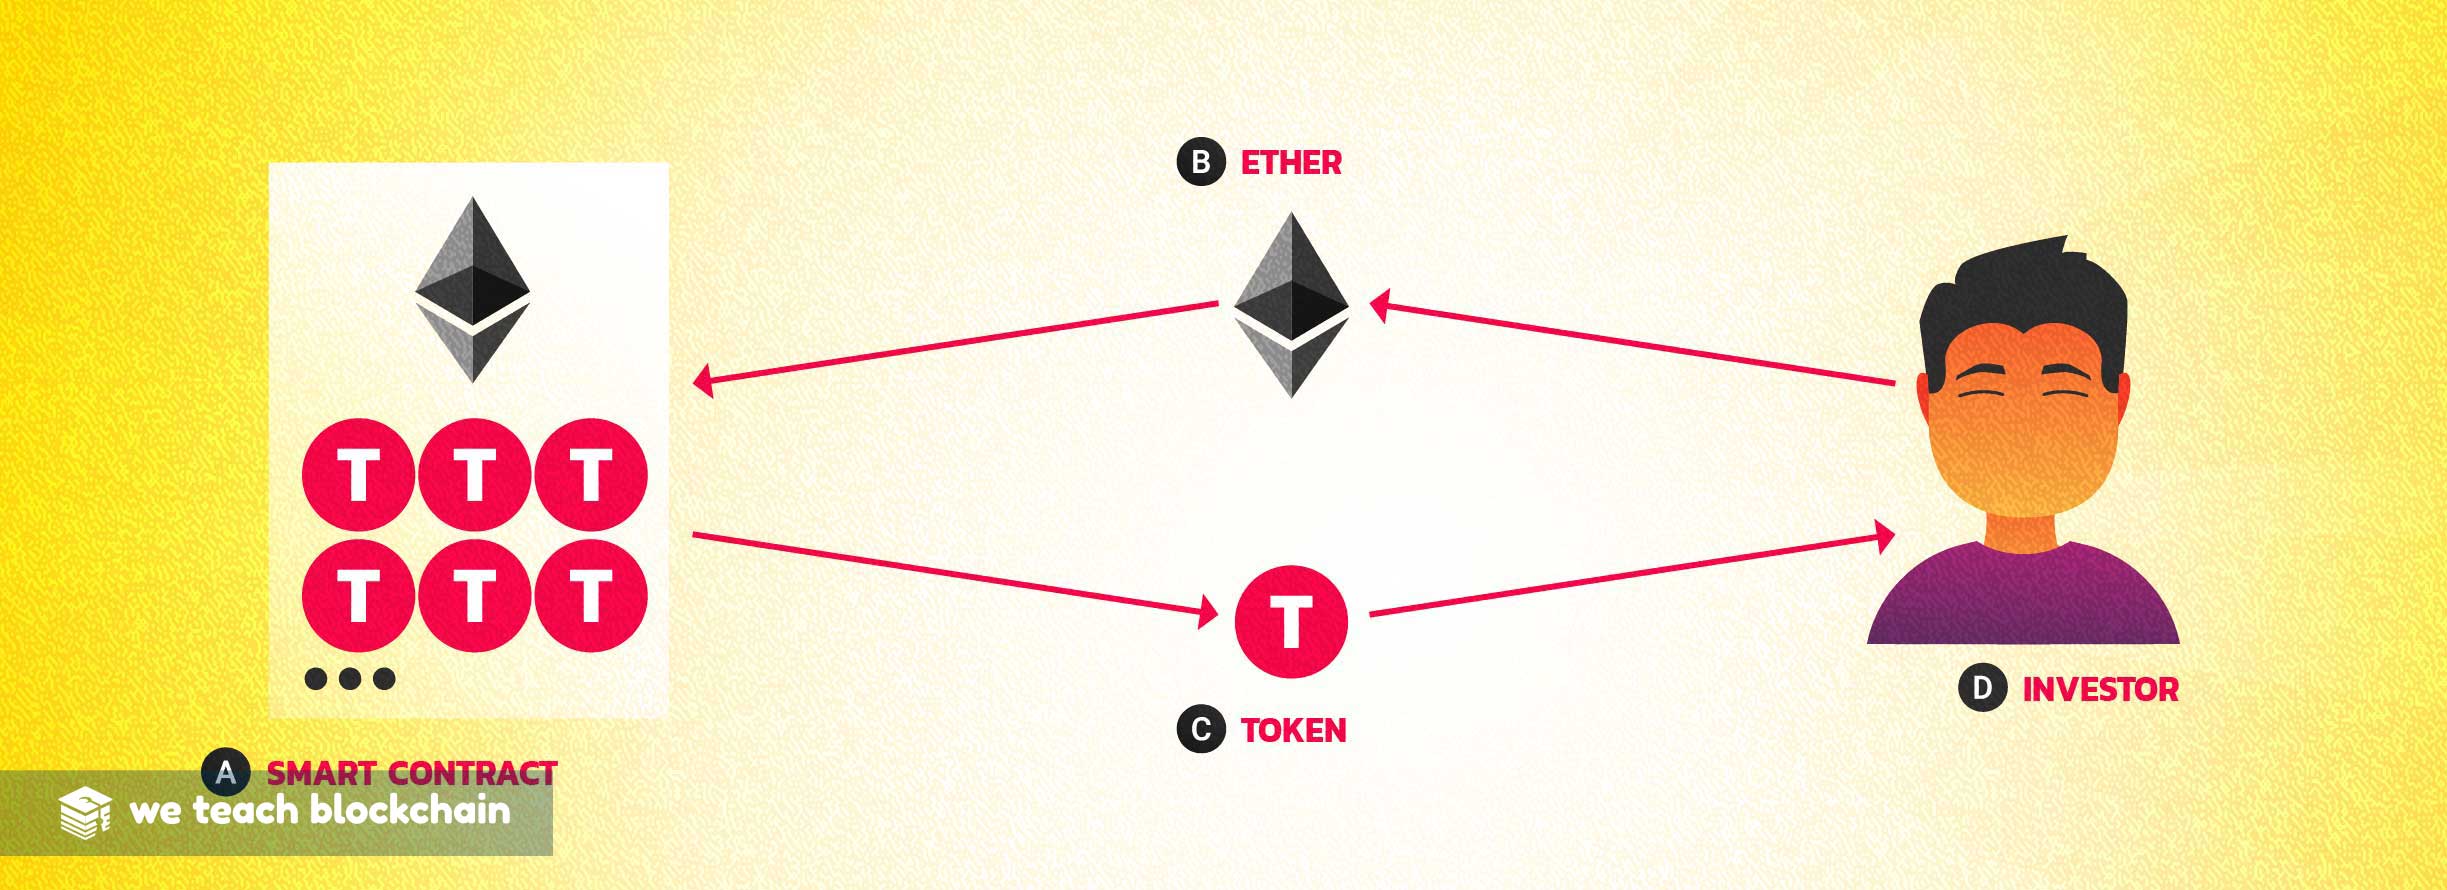 B ETHER
T T T
T T T
T
C TOKEN
D INVESTOR
A SMART CONTRACT
we teach blockchain